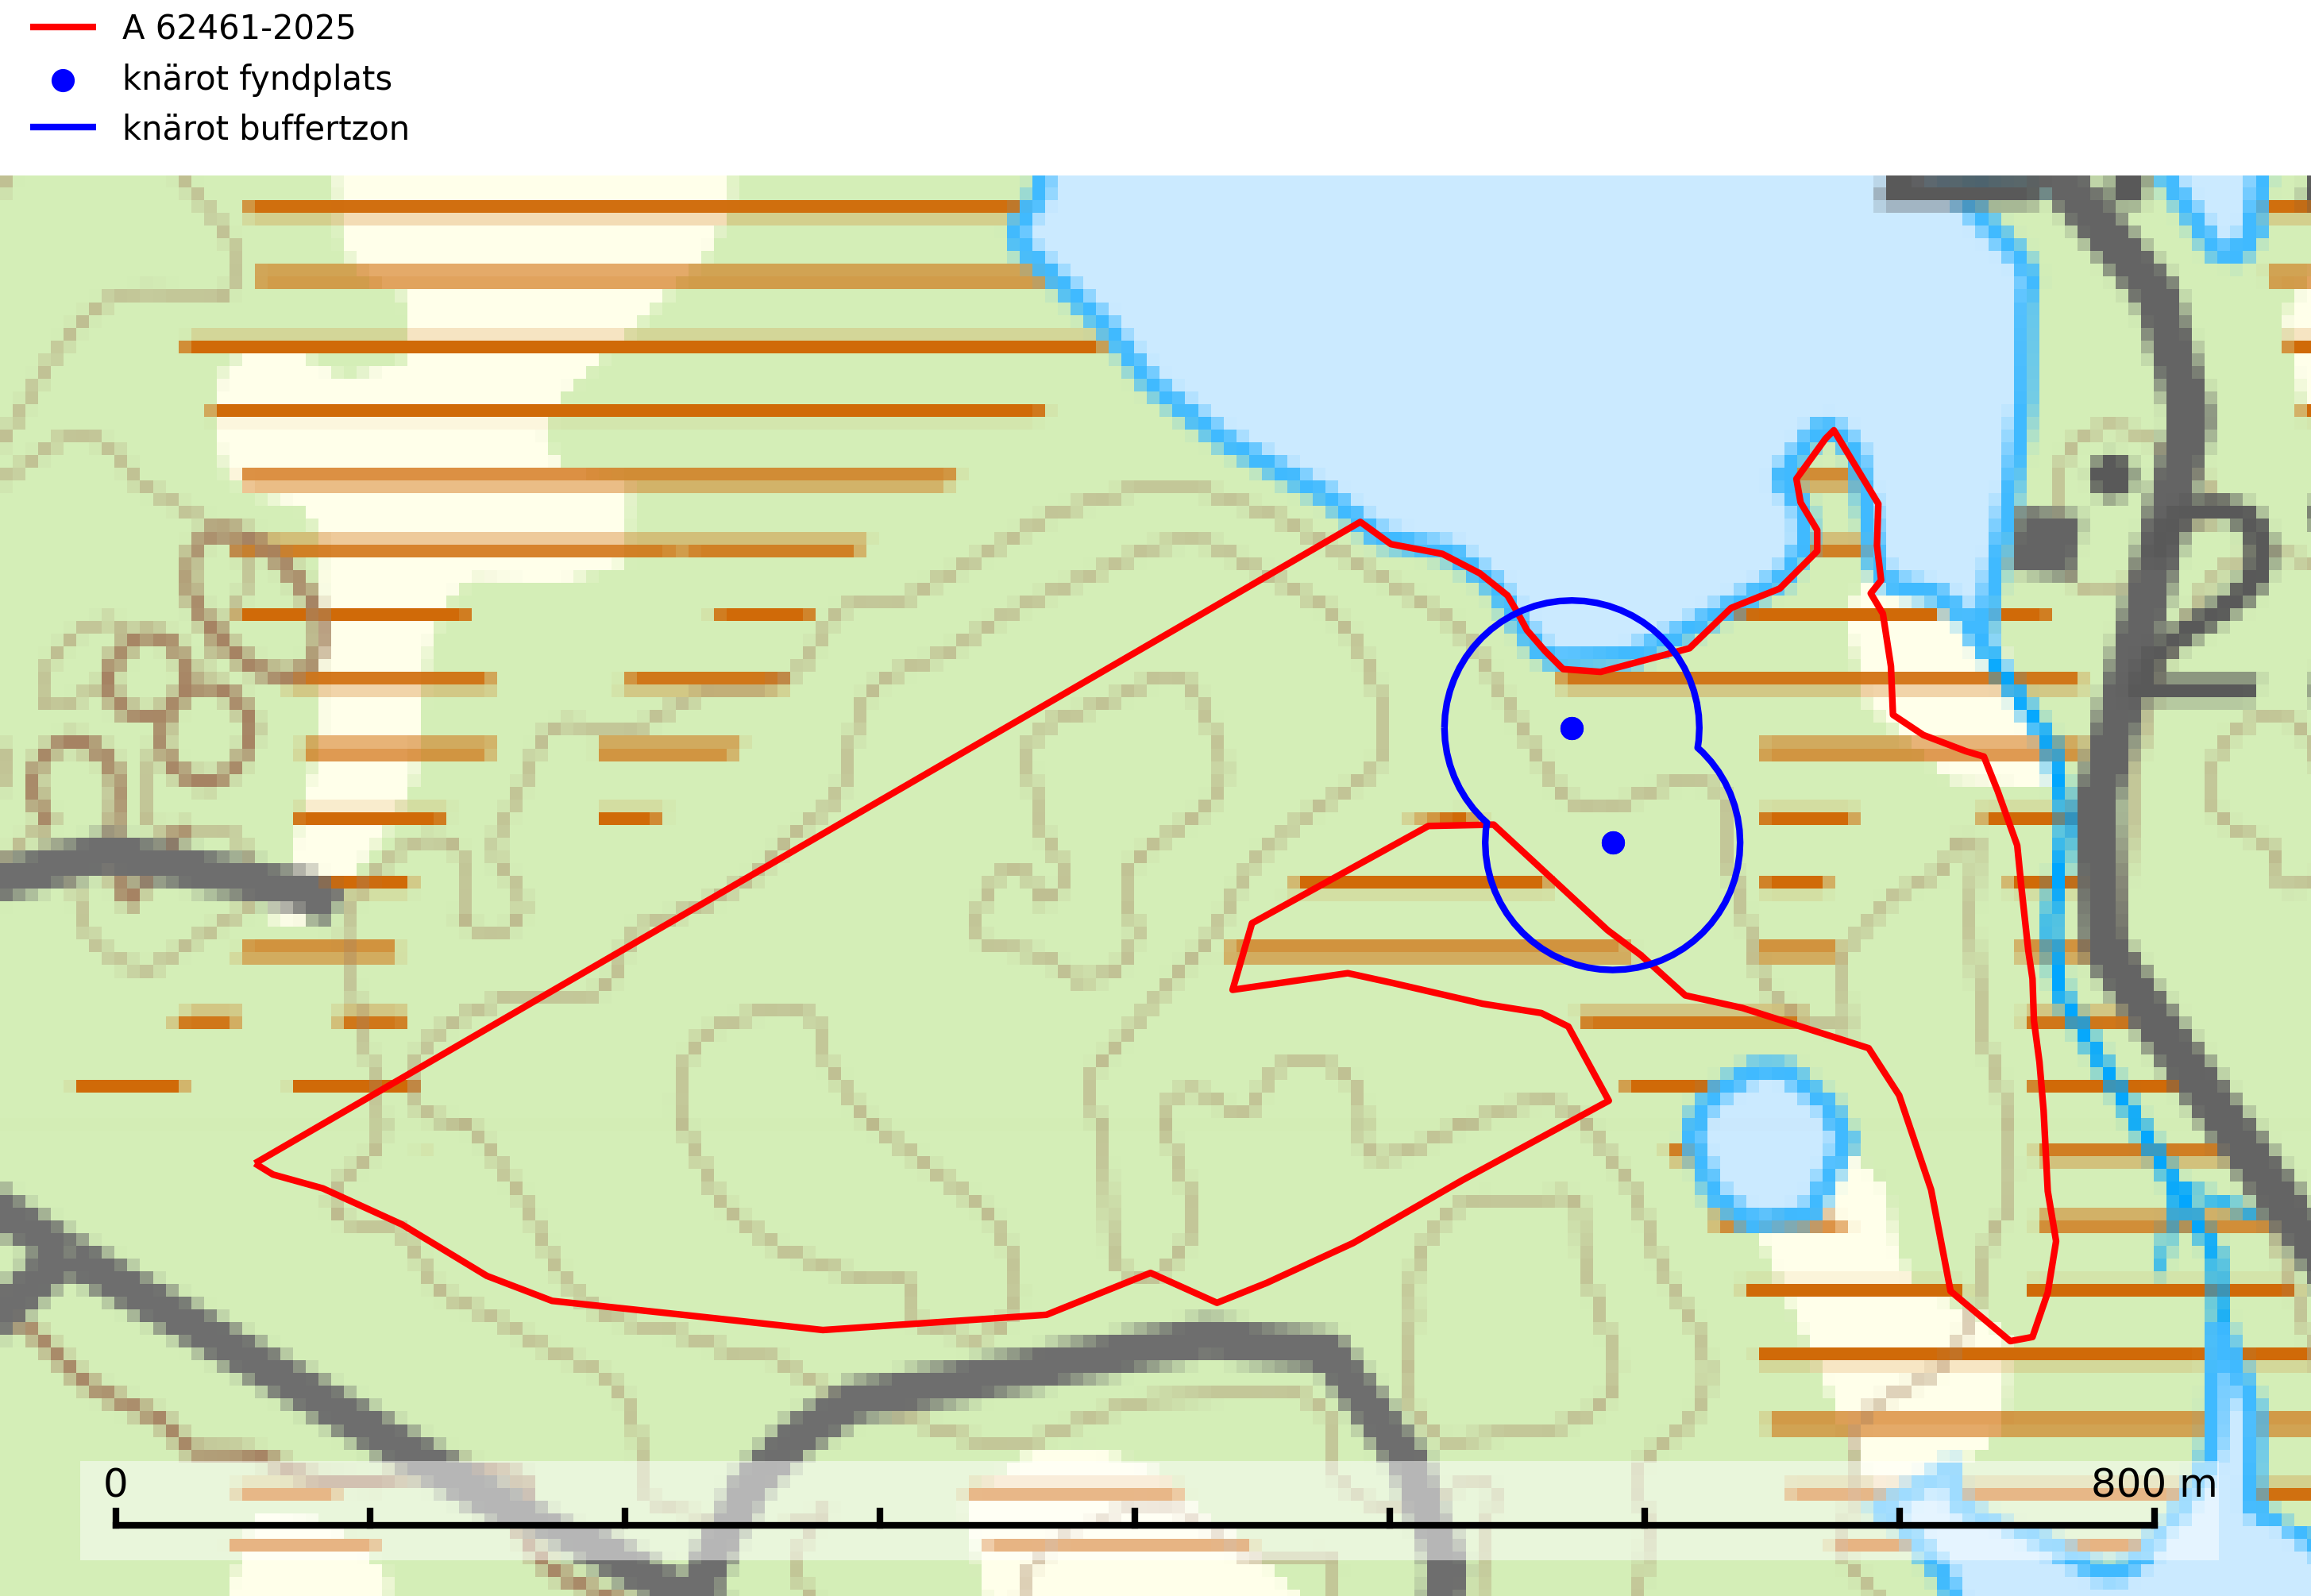 A 62461-2025
knärot fyndplats
knärot buffertzon
0 800 m